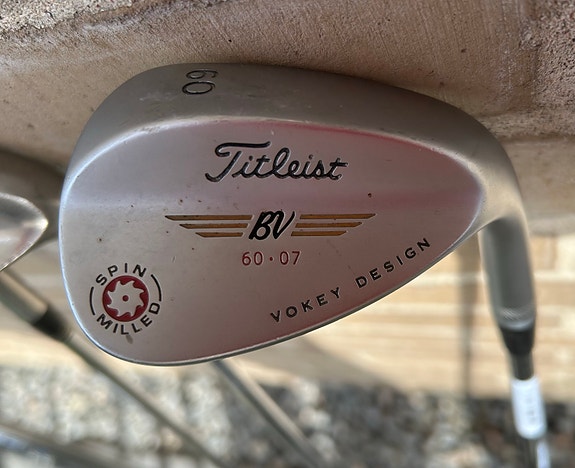 60
Titleist
BV
60 · 07
VOKEY DESIGN
SPIN
MILLED